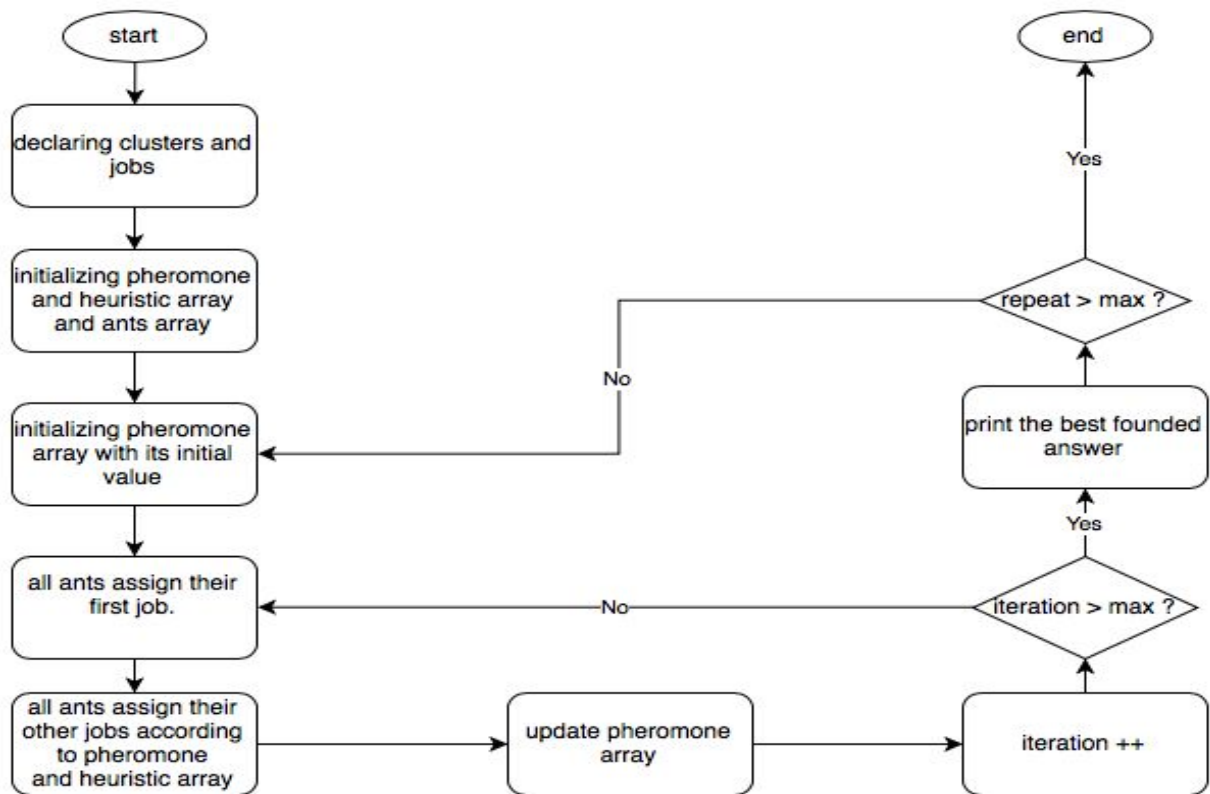 start
declaring clusters and
jobs
initializing pheromone
and heuristic array
and ants array
initializing pheromone
array with its initial
value
all ants assign their
first job.
all ants assign their
other jobs according
to pheromone
and heuristic array
update pheromone
array
iteration ++
iteration > max ?
No
Yes
print the best founded
answer
repeat > max ?
No
Yes
end